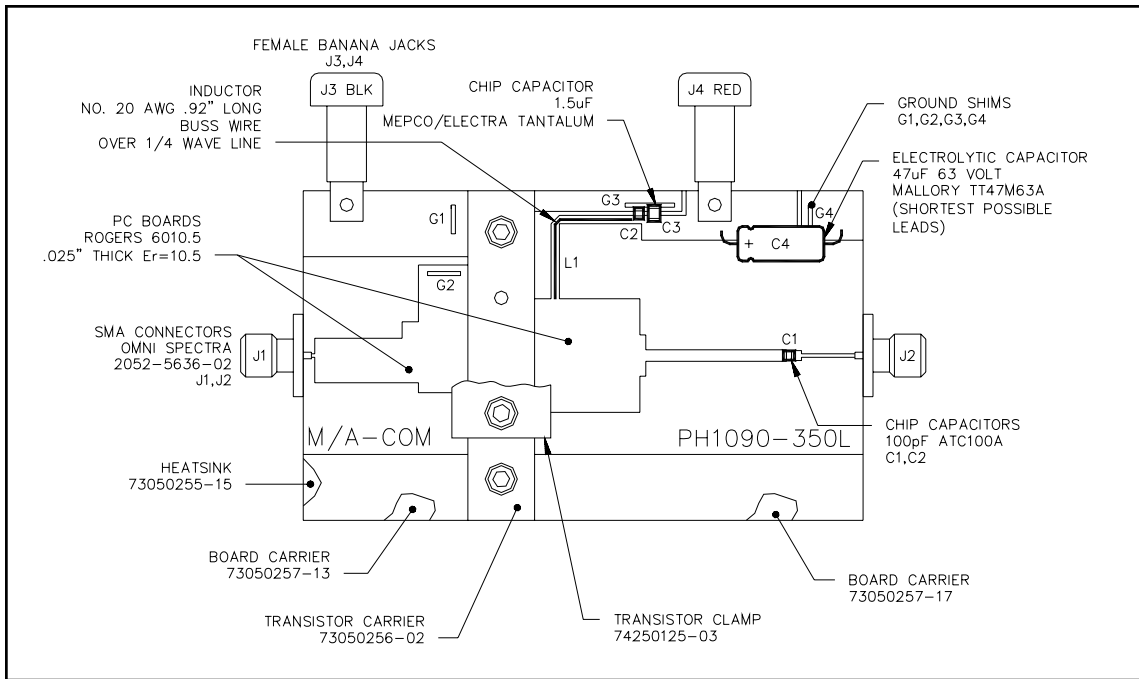 FEMALE BANANA JACKS
J3,J4
J3 BLK
INDUCTOR
NO. 20 AWG .92" LONG
BUSS WIRE
OVER 1/4 WAVE LINE
CHIP CAPACITOR
1.5uF
MEPCO/ELECTRA TANTALUM
J4 RED
GROUND SHIMS
G1,G2,G3,G4
ELECTROLYTIC CAPACITOR
47uF 63 VOLT
MALLORY TT47M63A
(SHORTEST POSSIBLE
LEADS)
PC BOARDS
ROGERS 6010.5
.025" THICK Er=10.5
G1
G2
G3
C2
C3
G4
+ C4
L1
SMA CONNECTORS
OMNI SPECTRA
2052-5636-02
J1,J2
J1
C1
J2
M/A-COM
PH1090-350L
CHIP CAPACITORS
100pF ATC100A
C1,C2
HEATSINK
73050255-15
BOARD CARRIER
73050257-13
TRANSISTOR CARRIER
73050256-02
TRANSISTOR CLAMP
74250125-03
BOARD CARRIER
73050257-17